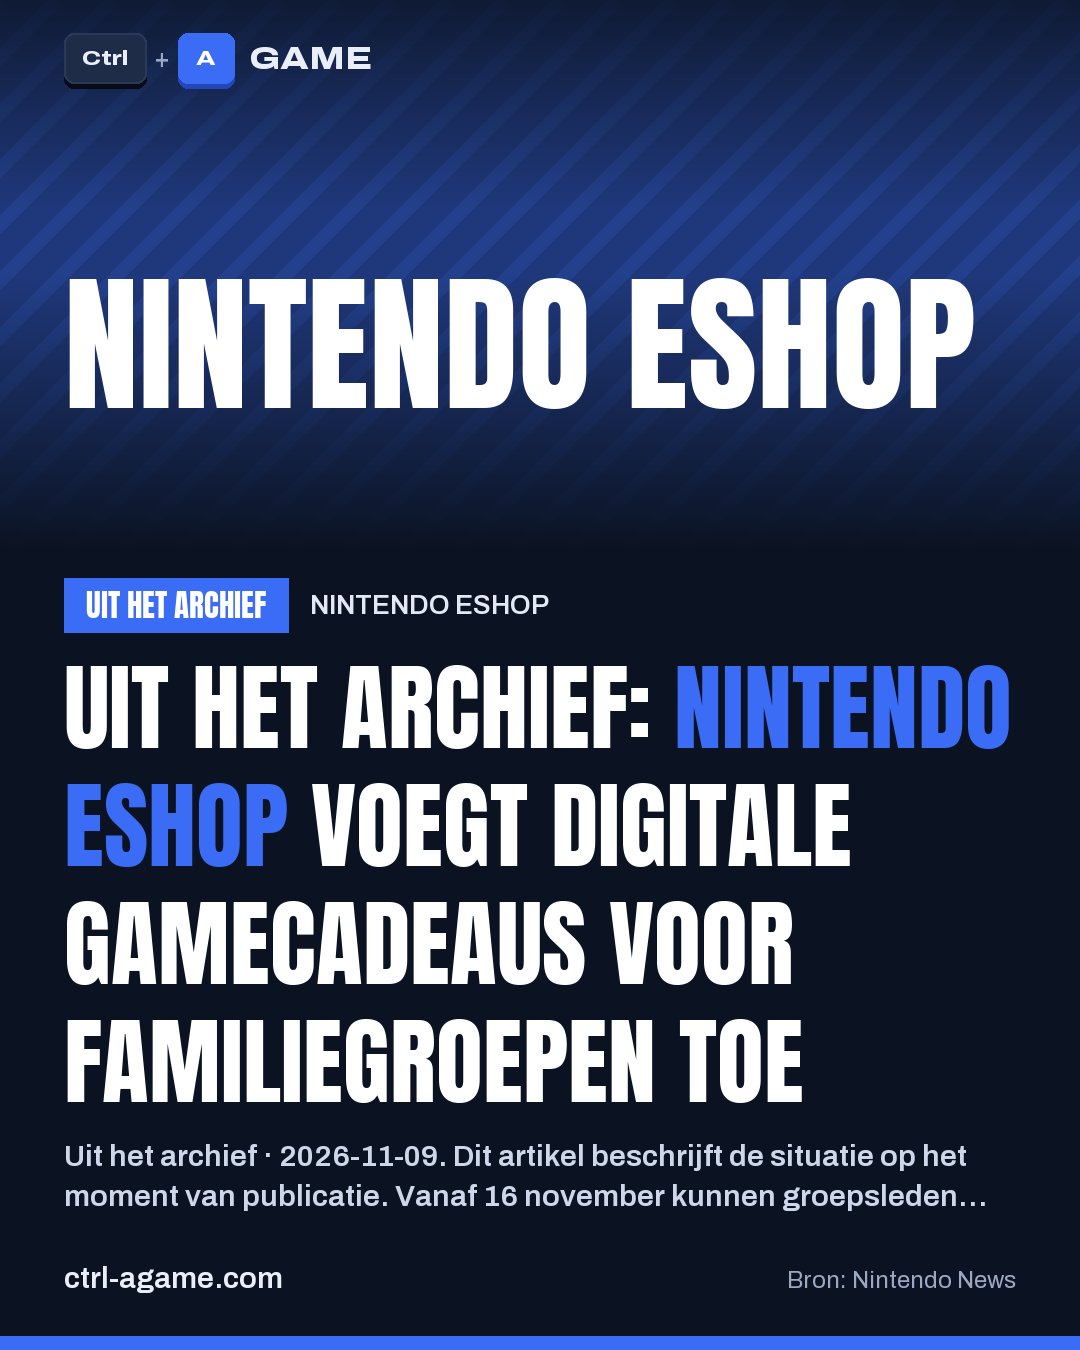 Ctrl + A GAME
NINTENDO ESHOP
UIT HET ARCHIEF NINTENDO ESHOP
UIT HET ARCHIEF: NINTENDO
ESHOP VOEGT DIGITALE
GAMECADEAUS VOOR
FAMILIEGROEPEN TOE
Uit het archief · 2026-11-09. Dit artikel beschrijft de situatie op het
moment van publicatie. Vanaf 16 november kunnen groepsleden…
ctrl-agame.com Bron: Nintendo News